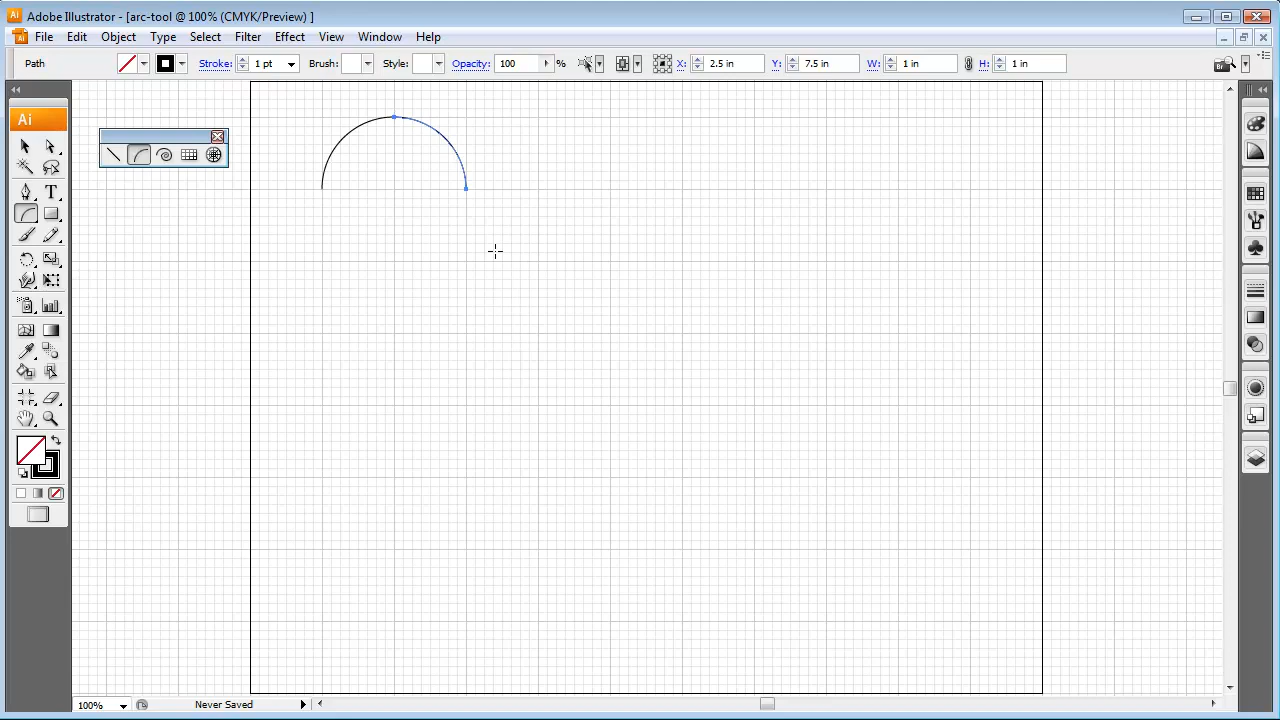 Adobe Illustrator - [arc-tool @ 100% (CMYK/Preview) ]
File Edit Object Type Select Filter Effect View Window Help
Path Stroke: 1 pt Brush: Style: Opacity: 100 % X: 2.5 in Y: 7.5 in W: 1 in H: 1 in
Ai
T
100% Never Saved